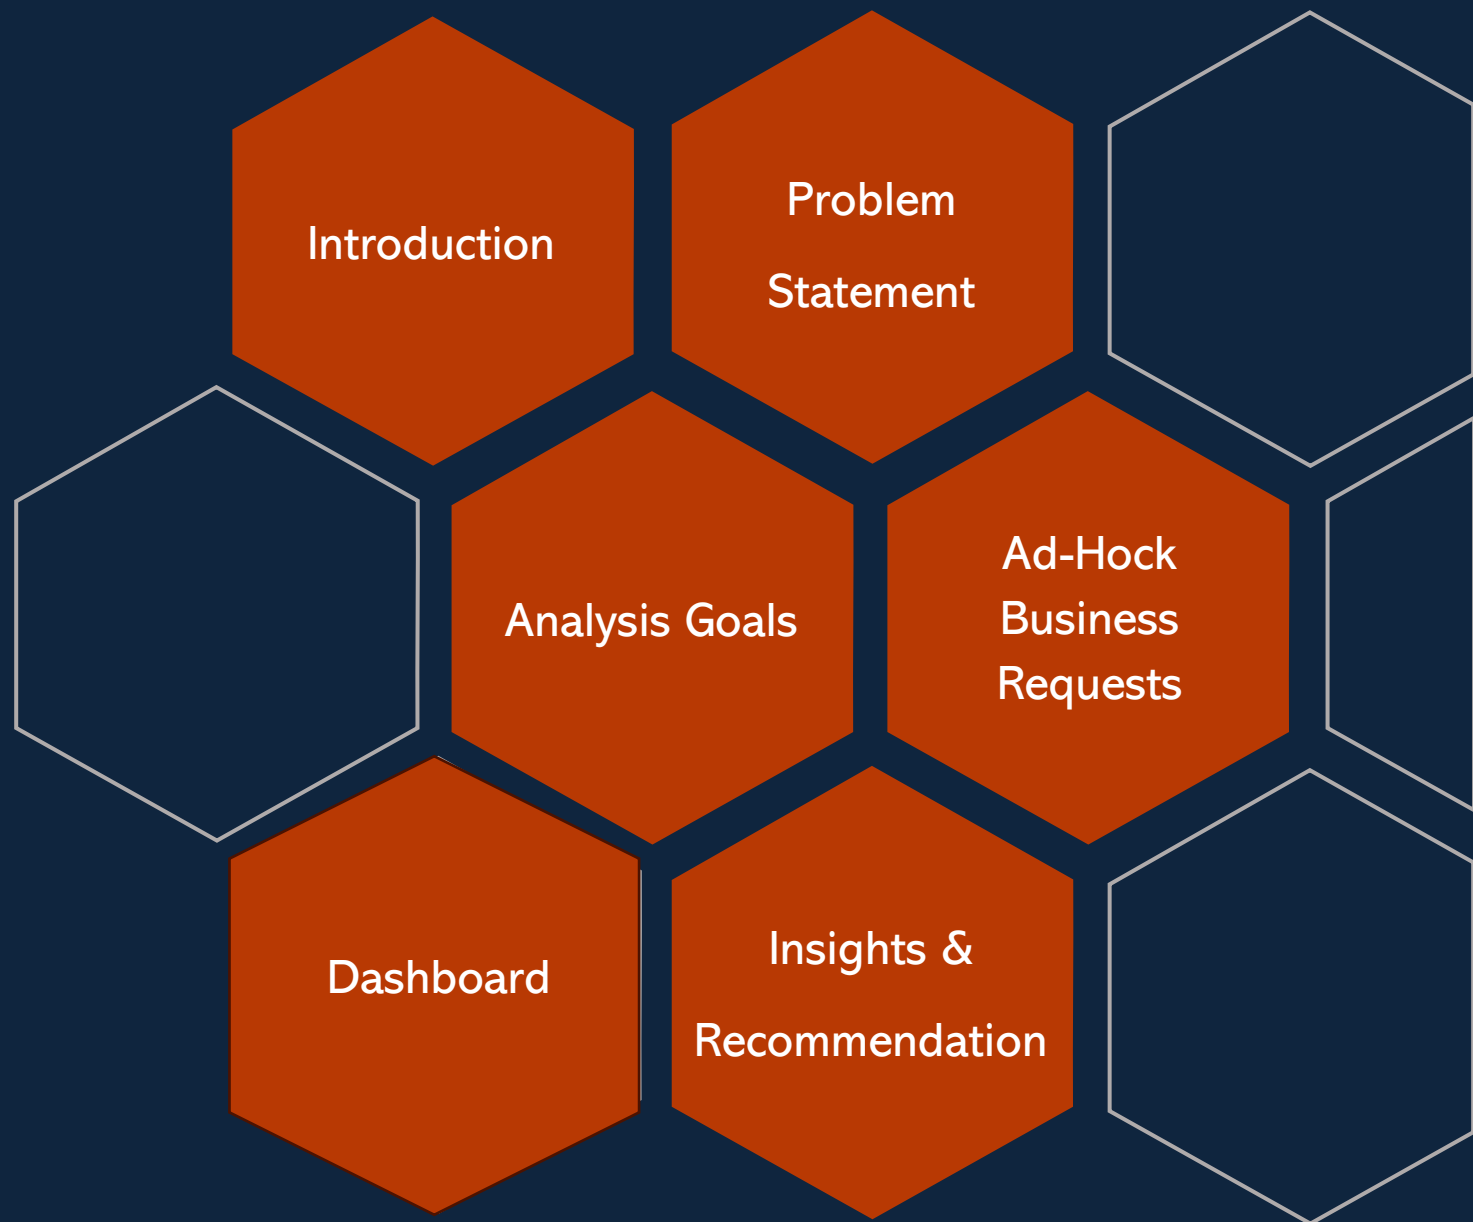 Introduction
Problem
Statement
Analysis Goals
Ad-Hock
Business
Requests
Dashboard
Insights &
Recommendation